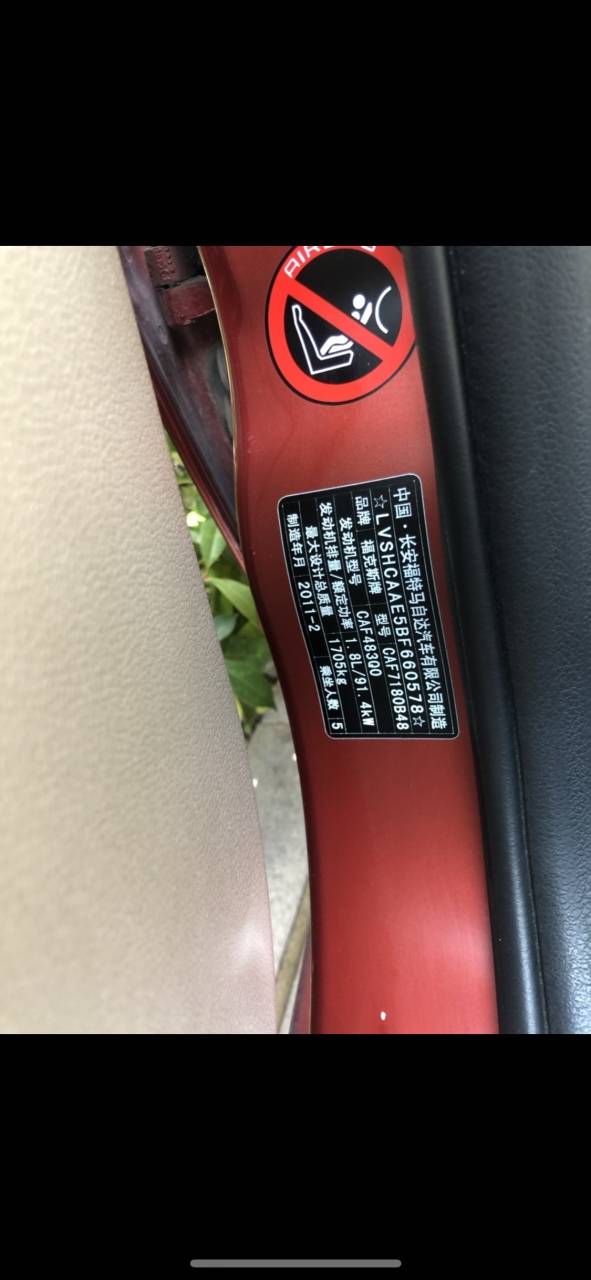 中国·长安福特马自达汽车有限公司制造
☆LVSHCAAE5BF660578☆
品牌 福克斯牌 型号 CAF7180B48
发动机型号 CAF483Q0
发动机排量/额定功率 1.8L/91.4kW
最大设计总质量 1705kg
制造年月 2011-2 乘坐人数 5